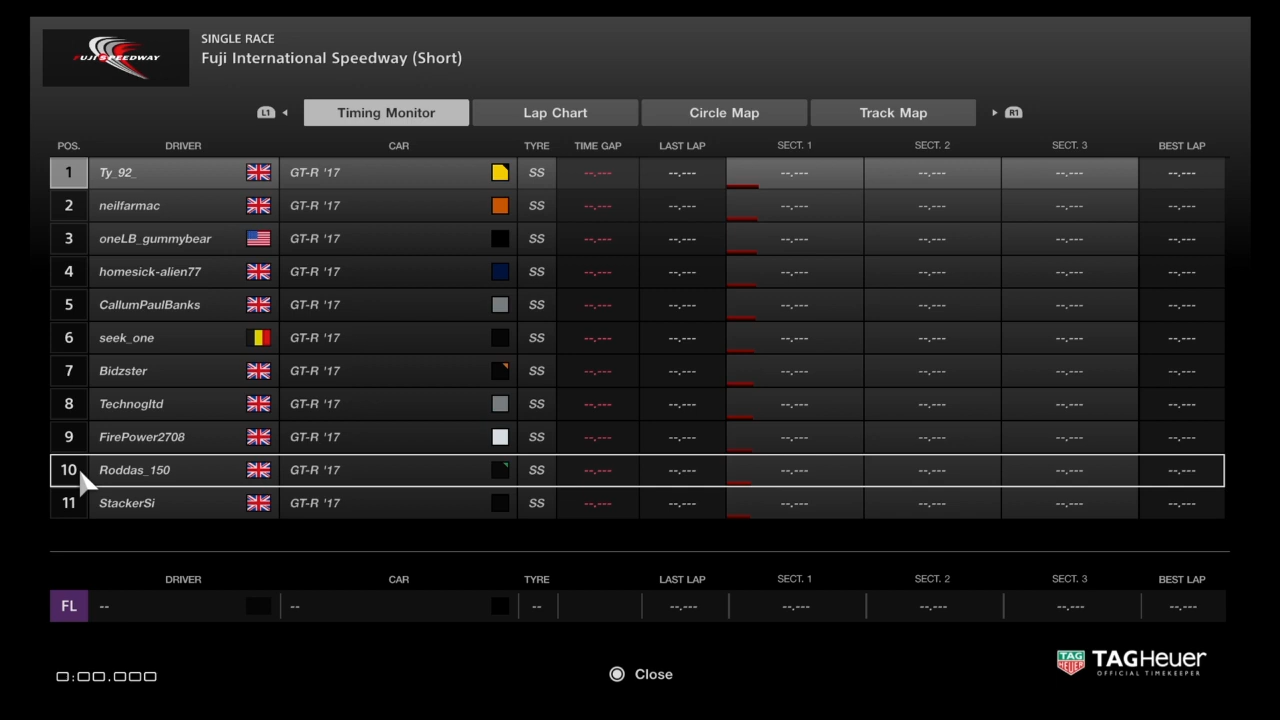 FUJI SPEEDWAY
SINGLE RACE
Fuji International Speedway (Short)
L1 Timing Monitor Lap Chart Circle Map Track Map R1
POS. DRIVER CAR TYRE TIME GAP LAST LAP SECT. 1 SECT. 2 SECT. 3 BEST LAP
1 Ty_92_ GT-R '17 SS --.--- --.--- --.--- --.--- --.--- --.---
2 neilfarmac GT-R '17 SS --.--- --.--- --.--- --.--- --.--- --.---
3 oneLB_gummybear GT-R '17 SS --.--- --.--- --.--- --.--- --.--- --.---
4 homesick-alien77 GT-R '17 SS --.--- --.--- --.--- --.--- --.--- --.---
5 CallumPaulBanks GT-R '17 SS --.--- --.--- --.--- --.--- --.--- --.---
6 seek_one GT-R '17 SS --.--- --.--- --.--- --.--- --.--- --.---
7 Bidzster GT-R '17 SS --.--- --.--- --.--- --.--- --.--- --.---
8 Technogltd GT-R '17 SS --.--- --.--- --.--- --.--- --.--- --.---
9 FirePower2708 GT-R '17 SS --.--- --.--- --.--- --.--- --.--- --.---
10 Roddas_150 GT-R '17 SS --.--- --.--- --.--- --.--- --.--- --.---
11 StackerSi GT-R '17 SS --.--- --.--- --.--- --.--- --.--- --.---
DRIVER CAR TYRE LAST LAP SECT. 1 SECT. 2 SECT. 3 BEST LAP
FL -- -- -- --.--- --.--- --.--- --.--- --.---
0:00.000
Close
TAG HEUER TAGHeuer
OFFICIAL TIMEKEEPER